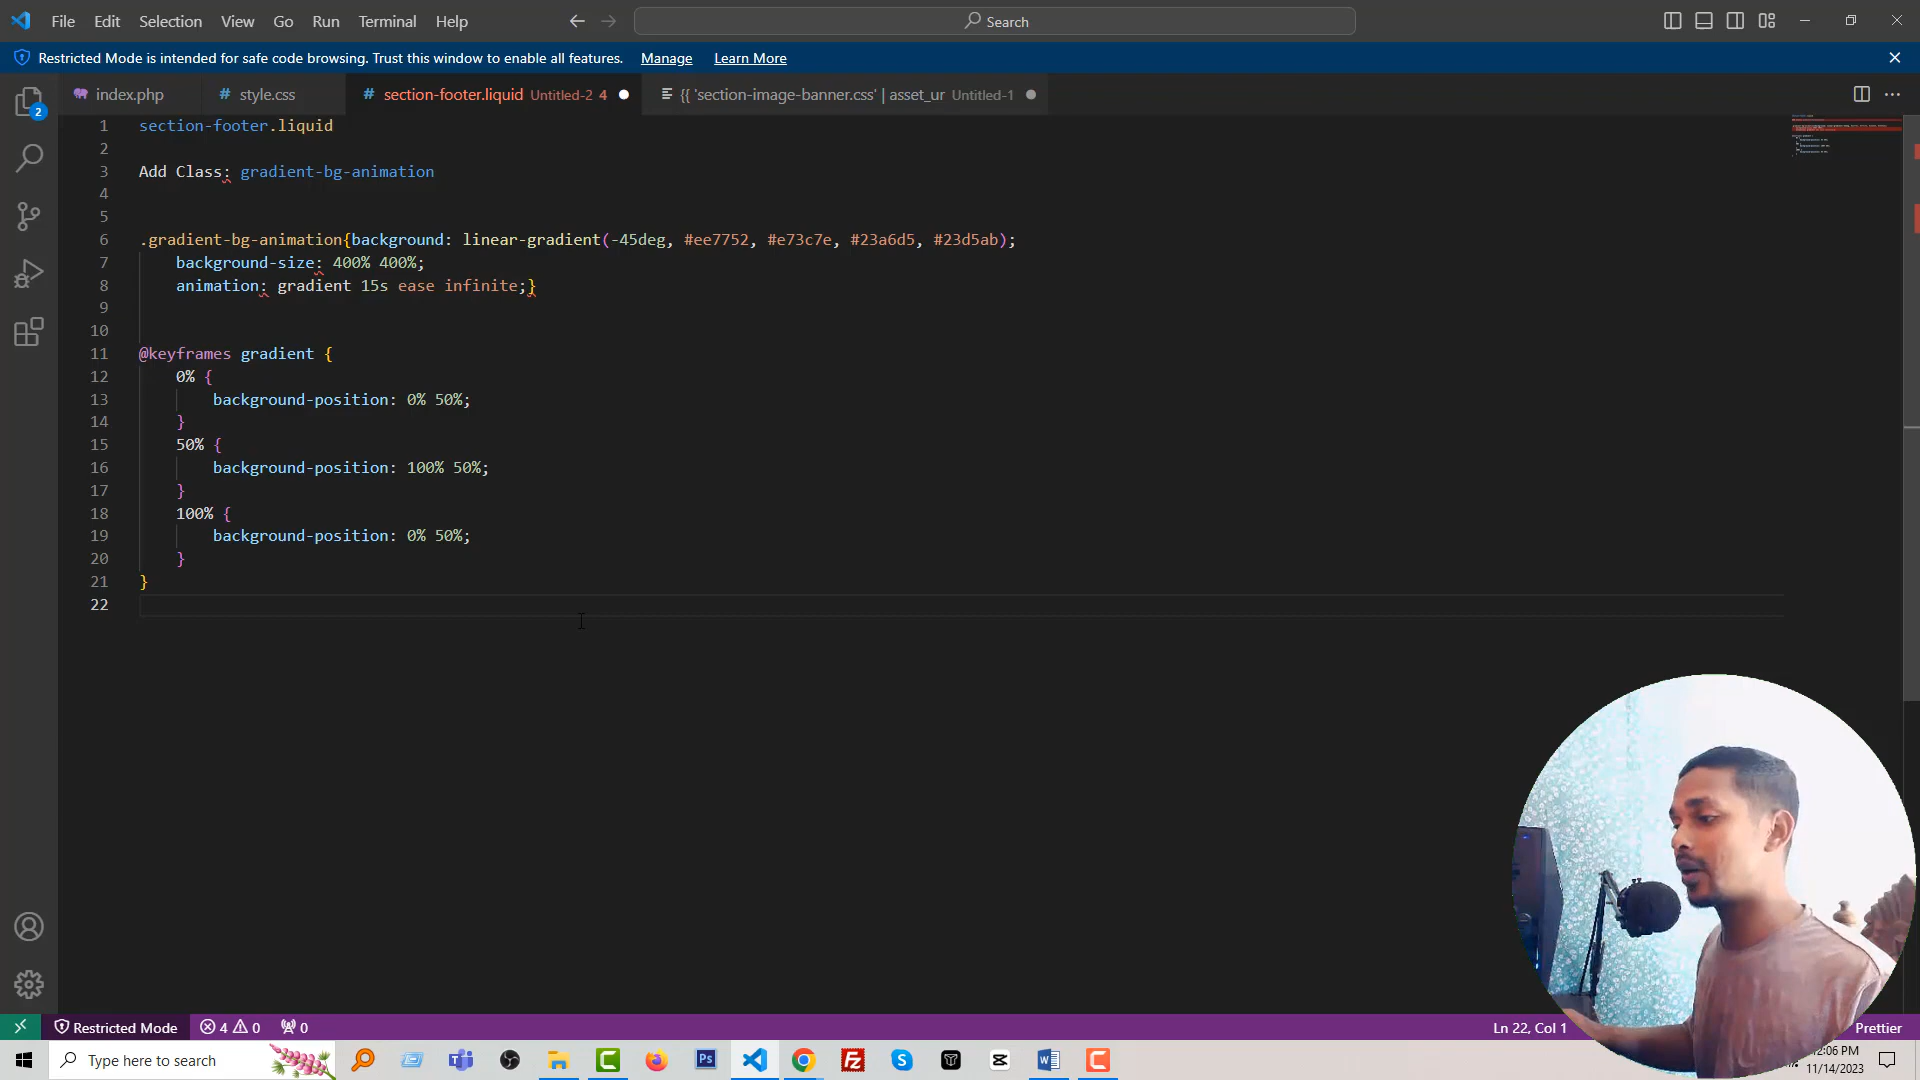 File Edit Selection View Go Run Terminal Help Search
Restricted Mode is intended for safe code browsing. Trust this window to enable all features. Manage Learn More
2
index.php # style.css # section-footer.liquid Untitled-2 4 {{ 'section-image-banner.css' | asset_ur Untitled-1
1 section-footer.liquid
2
3 Add Class: gradient-bg-animation
4
5
6 .gradient-bg-animation{background: linear-gradient(-45deg, #ee7752, #e73c7e, #23a6d5, #23d5ab);
7 background-size: 400% 400%;
8 animation: gradient 15s ease infinite;}
9
10
11 @keyframes gradient {
12 0% {
13 background-position: 0% 50%;
14 }
15 50% {
16 background-position: 100% 50%;
17 }
18 100% {
19 background-position: 0% 50%;
20 }
21 }
22
Restricted Mode 4 0 0 Ln 22, Col 1 Prettier
Type here to search Ps 12:06 PM
11/14/2023